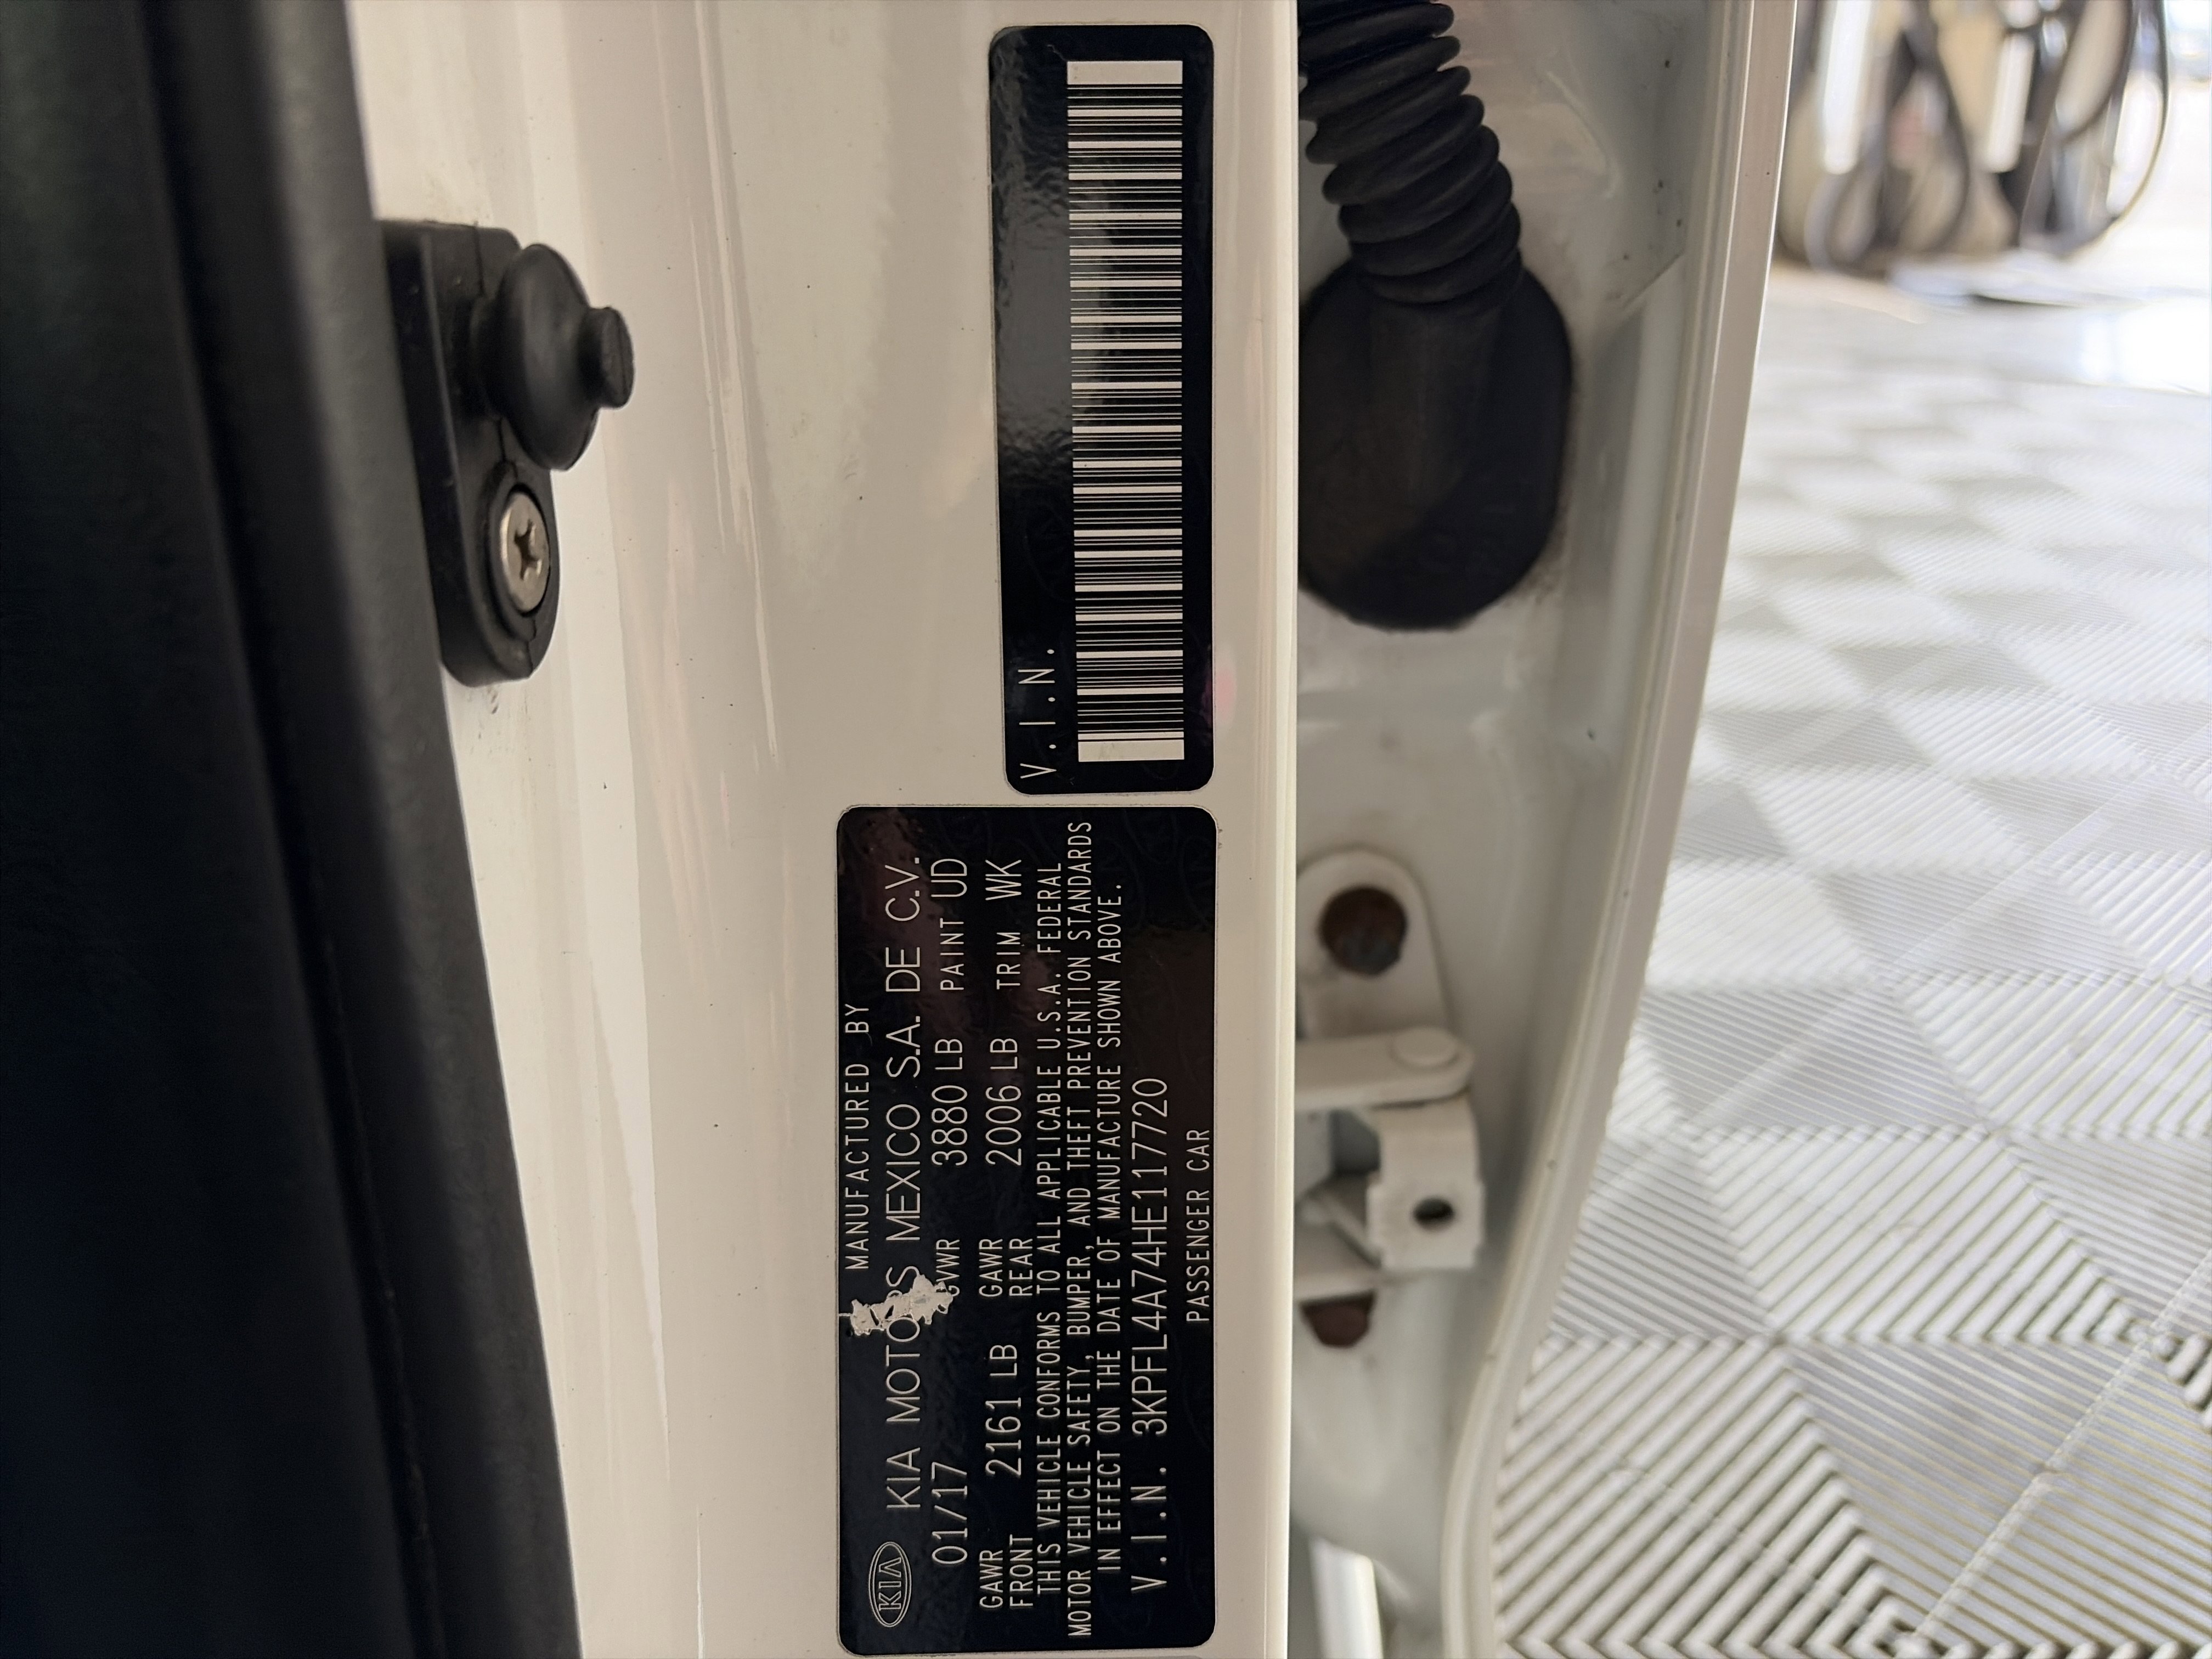 V.I.N.
MANUFACTURED BY
KIA KIA MOTORS MEXICO S.A. DE C.V.
01/17 GVWR 3880 LB PAINT UD
GAWR FRONT 2161 LB GAWR REAR 2006 LB TRIM WK
THIS VEHICLE CONFORMS TO ALL APPLICABLE U.S.A. FEDERAL
MOTOR VEHICLE SAFETY, BUMPER, AND THEFT PREVENTION STANDARDS
IN EFFECT ON THE DATE OF MANUFACTURE SHOWN ABOVE.
V.I.N. 3KPFL4A74HE117720
PASSENGER CAR